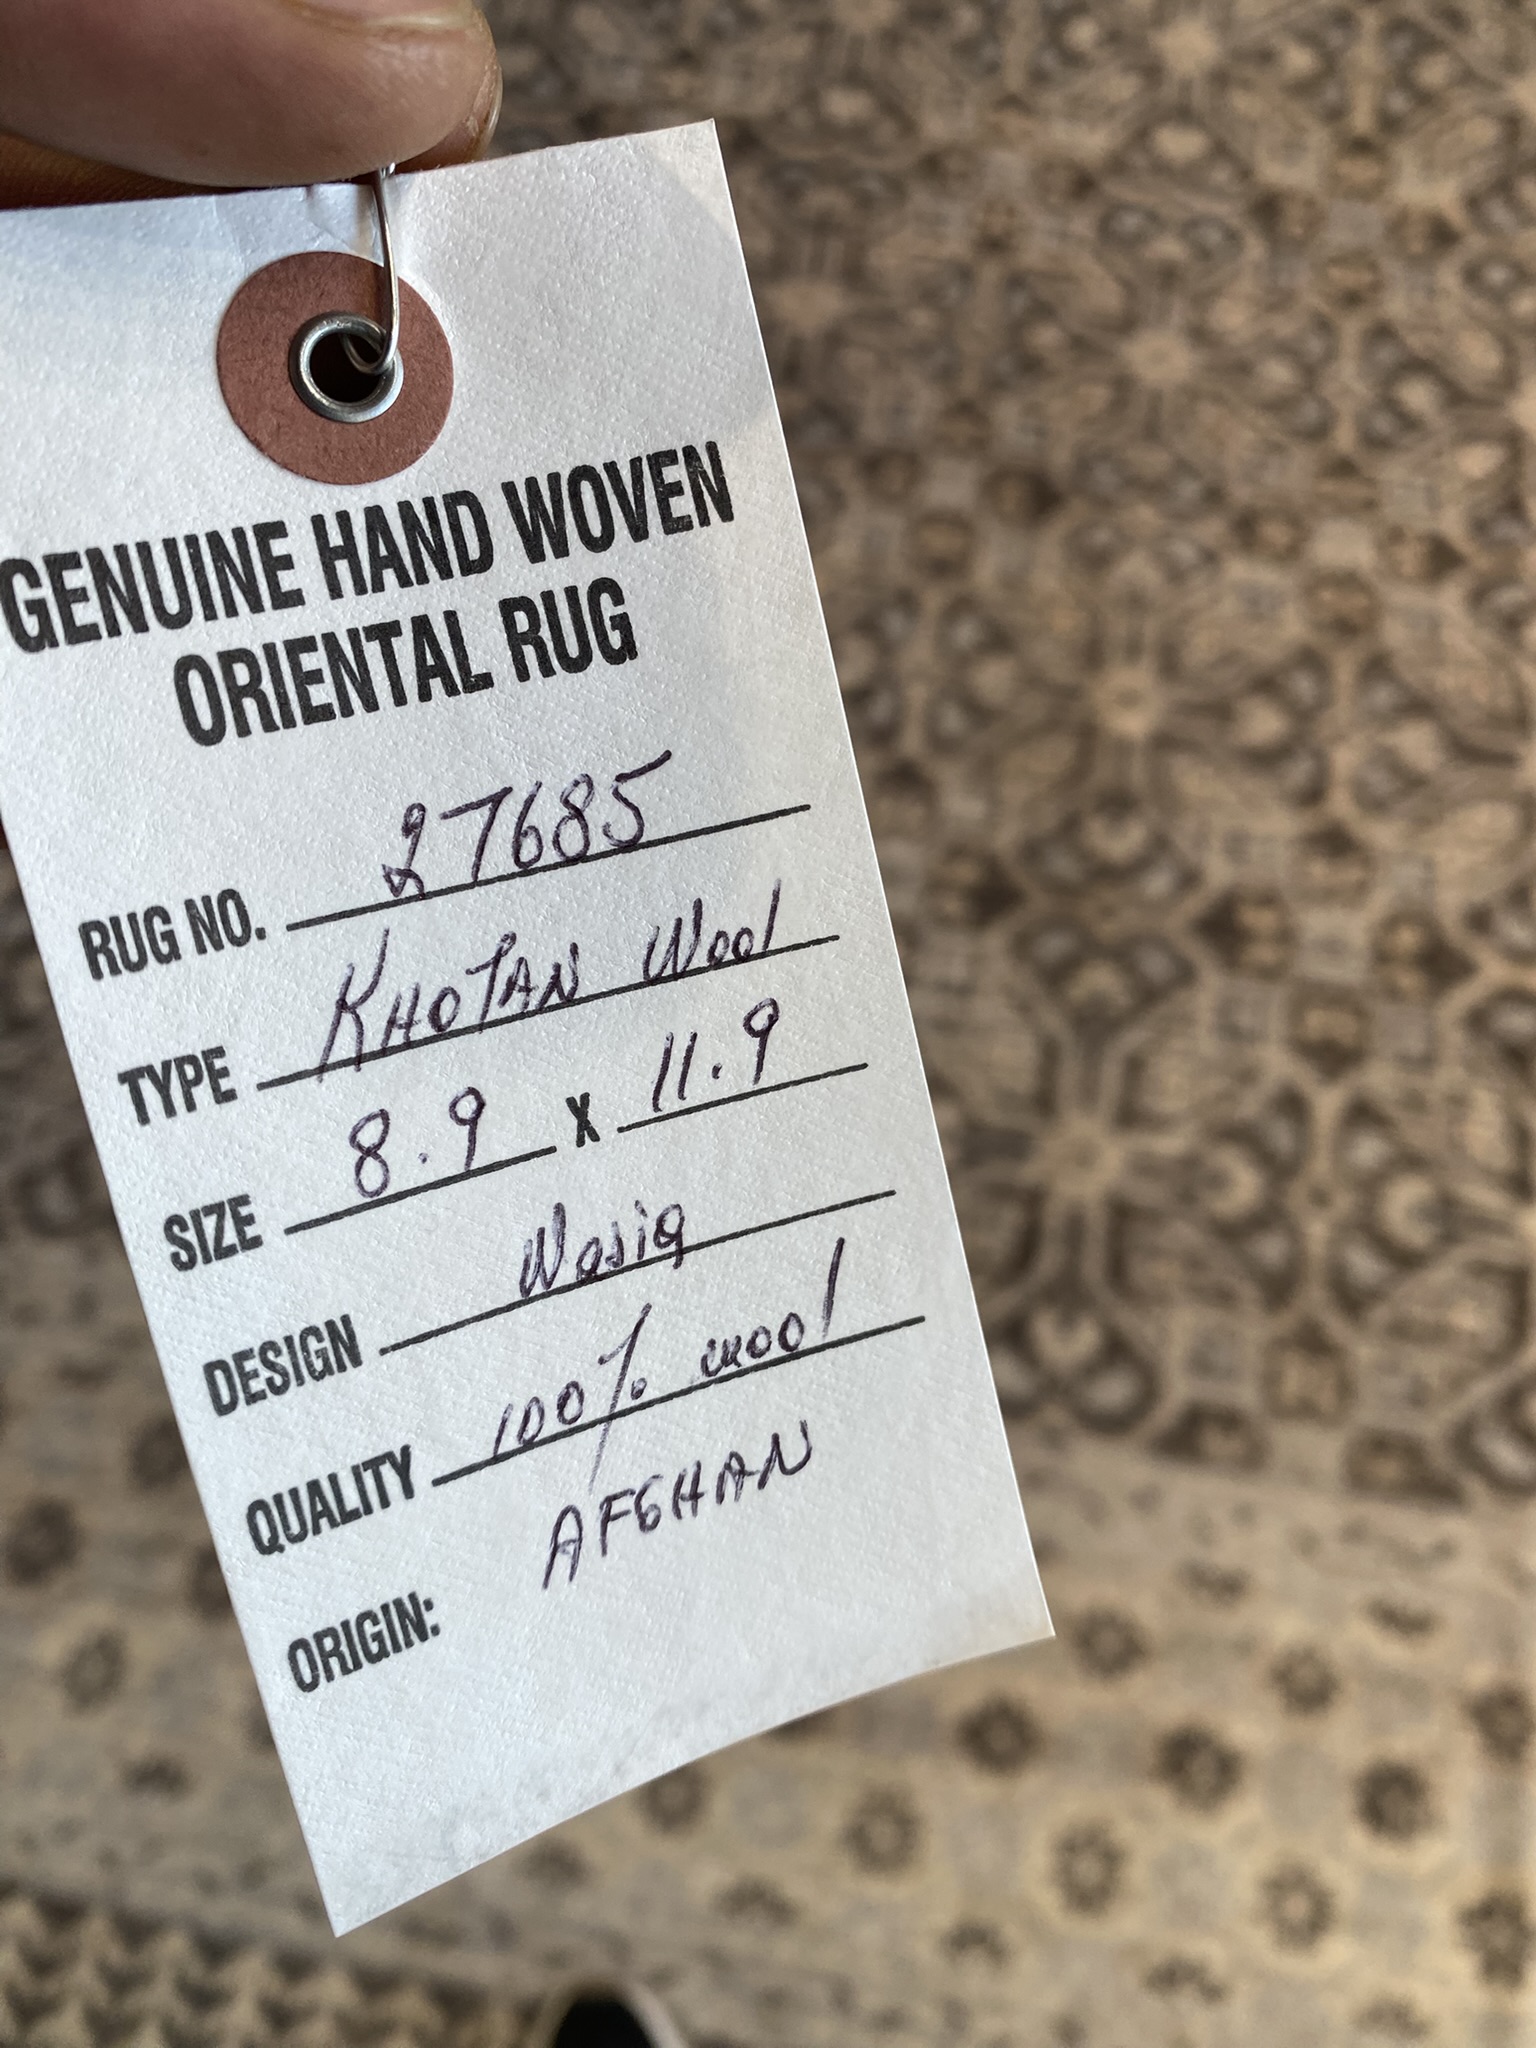 GENUINE HAND WOVEN
ORIENTAL RUG
RUG NO. 27685
TYPE KHOTAN Wool
SIZE 8.9 X 11.9
DESIGN Wasiq
QUALITY 100% wool
ORIGIN: AFGHAN